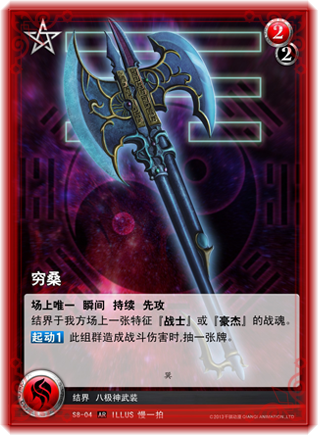 2
2
穷桑
场上唯一 瞬间 持续 先攻
结界于我方场上一张特征『战士』或『豪杰』的战魂。
起动1 此组群造成战斗伤害时,抽一张牌。
结界 八极神武装
S8-04 AR ILLUS 慢一拍